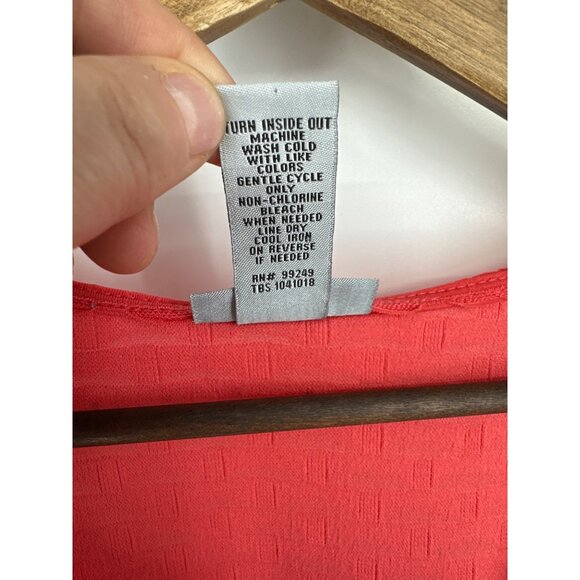 TURN INSIDE OUT
MACHINE
WASH COLD
WITH LIKE
COLORS
GENTLE CYCLE
ONLY
NON-CHLORINE
BLEACH
WHEN NEEDED
LINE DRY
COOL IRON
ON REVERSE
IF NEEDED
RN# 99249
TBS 1041018